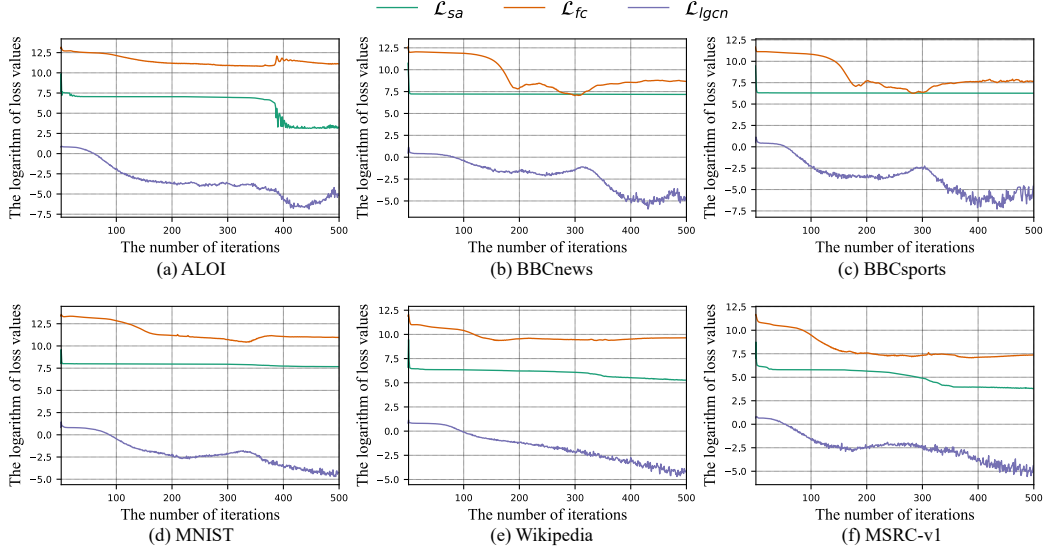 ℒsa ℒfc ℒlgcn
The logarithm of loss values
12.5
10.0
7.5
5.0
2.5
0.0
−2.5
−5.0
−7.5
100 200 300 400 500
The number of iterations
(a) ALOI
The logarithm of loss values
12.5
10.0
7.5
5.0
2.5
0.0
−2.5
−5.0
100 200 300 400 500
The number of iterations
(b) BBCnews
The logarithm of loss values
12.5
10.0
7.5
5.0
2.5
0.0
−2.5
−5.0
−7.5
100 200 300 400 500
The number of iterations
(c) BBCsports
The logarithm of loss values
12.5
10.0
7.5
5.0
2.5
0.0
−2.5
−5.0
100 200 300 400 500
The number of iterations
(d) MNIST
The logarithm of loss values
12.5
10.0
7.5
5.0
2.5
0.0
−2.5
−5.0
100 200 300 400 500
The number of iterations
(e) Wikipedia
The logarithm of loss values
12.5
10.0
7.5
5.0
2.5
0.0
−2.5
−5.0
100 200 300 400 500
The number of iterations
(f) MSRC-v1